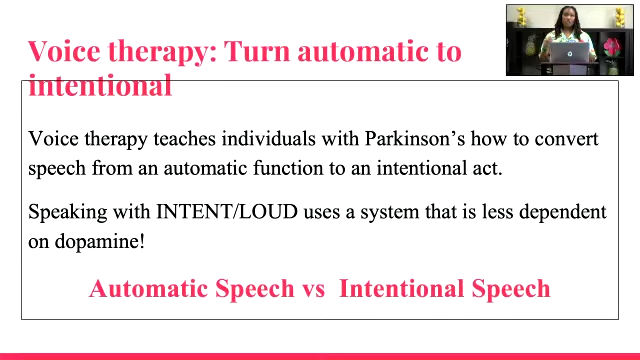 Voice therapy: Turn automatic to
intentional
Voice therapy teaches individuals with Parkinson's how to convert
speech from an automatic function to an intentional act.
Speaking with INTENT/LOUD uses a system that is less dependent
on dopamine!
Automatic Speech vs  Intentional Speech